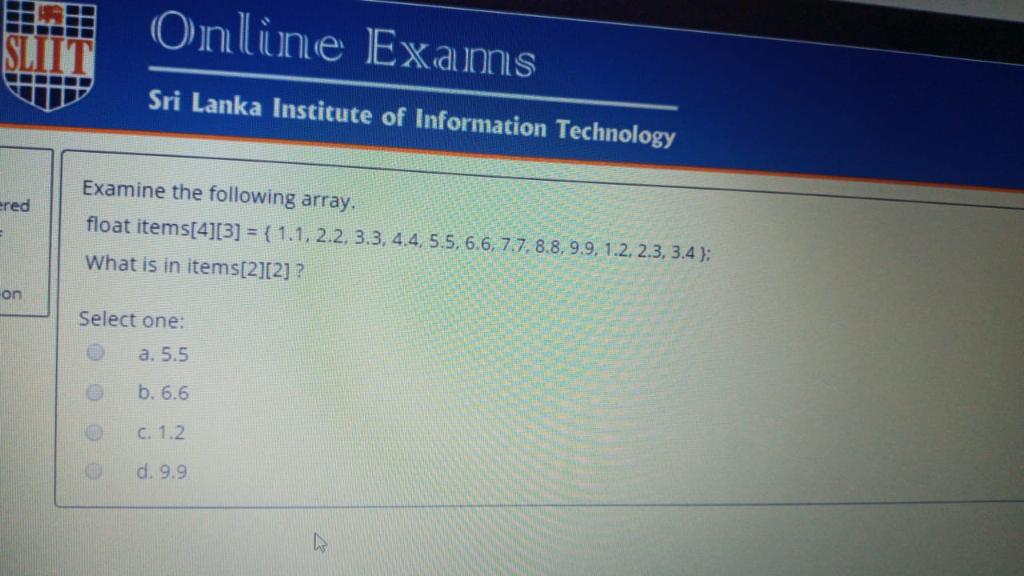 SLIIT
Online Exams
Sri Lanka Institute of Information Technology
ered
on
Examine the following array.
float items[4][3] = { 1.1, 2.2, 3.3, 4.4, 5.5, 6.6, 7.7, 8.8, 9.9, 1.2, 2.3, 3.4 };
What is in items[2][2] ?
Select one:
a. 5.5
b. 6.6
c. 1.2
d. 9.9